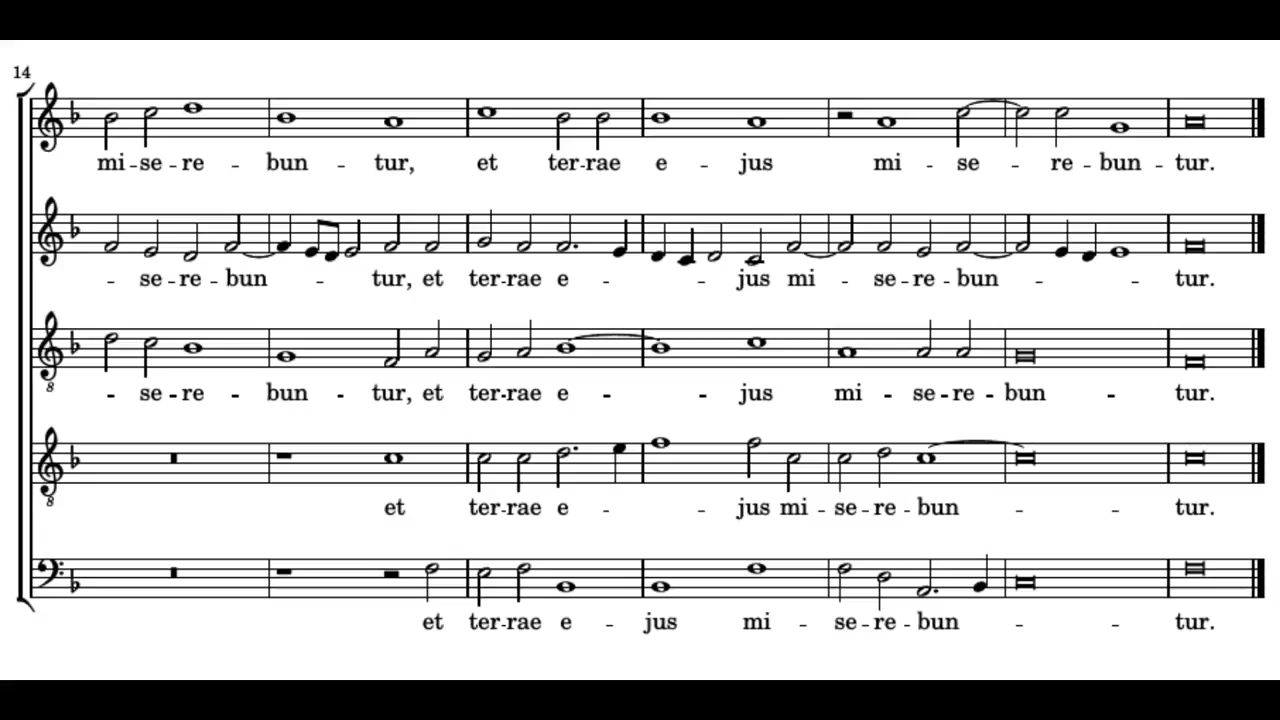 14
mi - se - re - bun - tur, et ter - rae e - jus mi - se - re - bun - tur.
- se - re - bun - - tur, et ter - rae e - - - jus mi - se - re - bun - - - tur.
8
- se - re - bun - tur, et ter - rae e - - jus mi - se - re - bun - tur.
8
et ter - rae e - - jus mi - se - re - bun - - tur.
et ter - rae e - jus mi - se - re - bun - - tur.